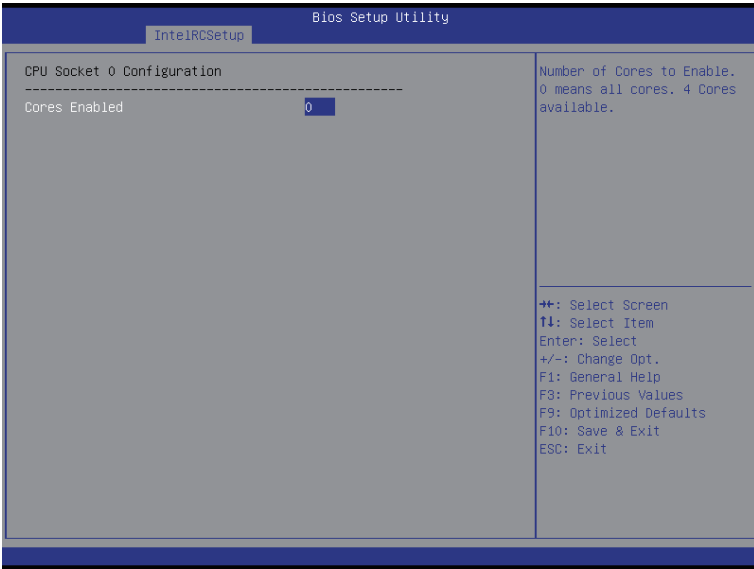 Bios Setup Utility
IntelRCSetup
CPU Socket 0 Configuration
--------------------------------------------------
Cores Enabled 0
Number of Cores to Enable.
0 means all cores. 4 Cores
available.
→←: Select Screen
↑↓: Select Item
Enter: Select
+/-: Change Opt.
F1: General Help
F3: Previous Values
F9: Optimized Defaults
F10: Save & Exit
ESC: Exit